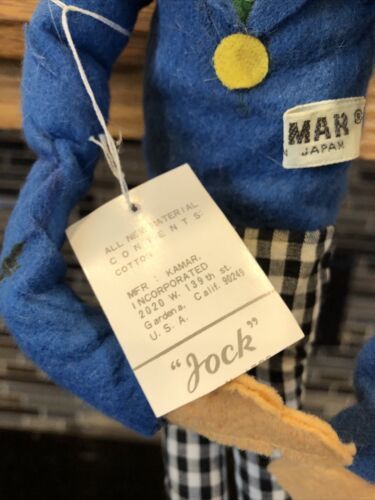 MAR
JAPAN
ALL NEW MATERIAL
CONTENTS:
COTTON
MFR : KAMAR,
INCORPORATED
2020 W. 139th st.
Gardena, Calif. 90249
U. S. A.
"Jock"